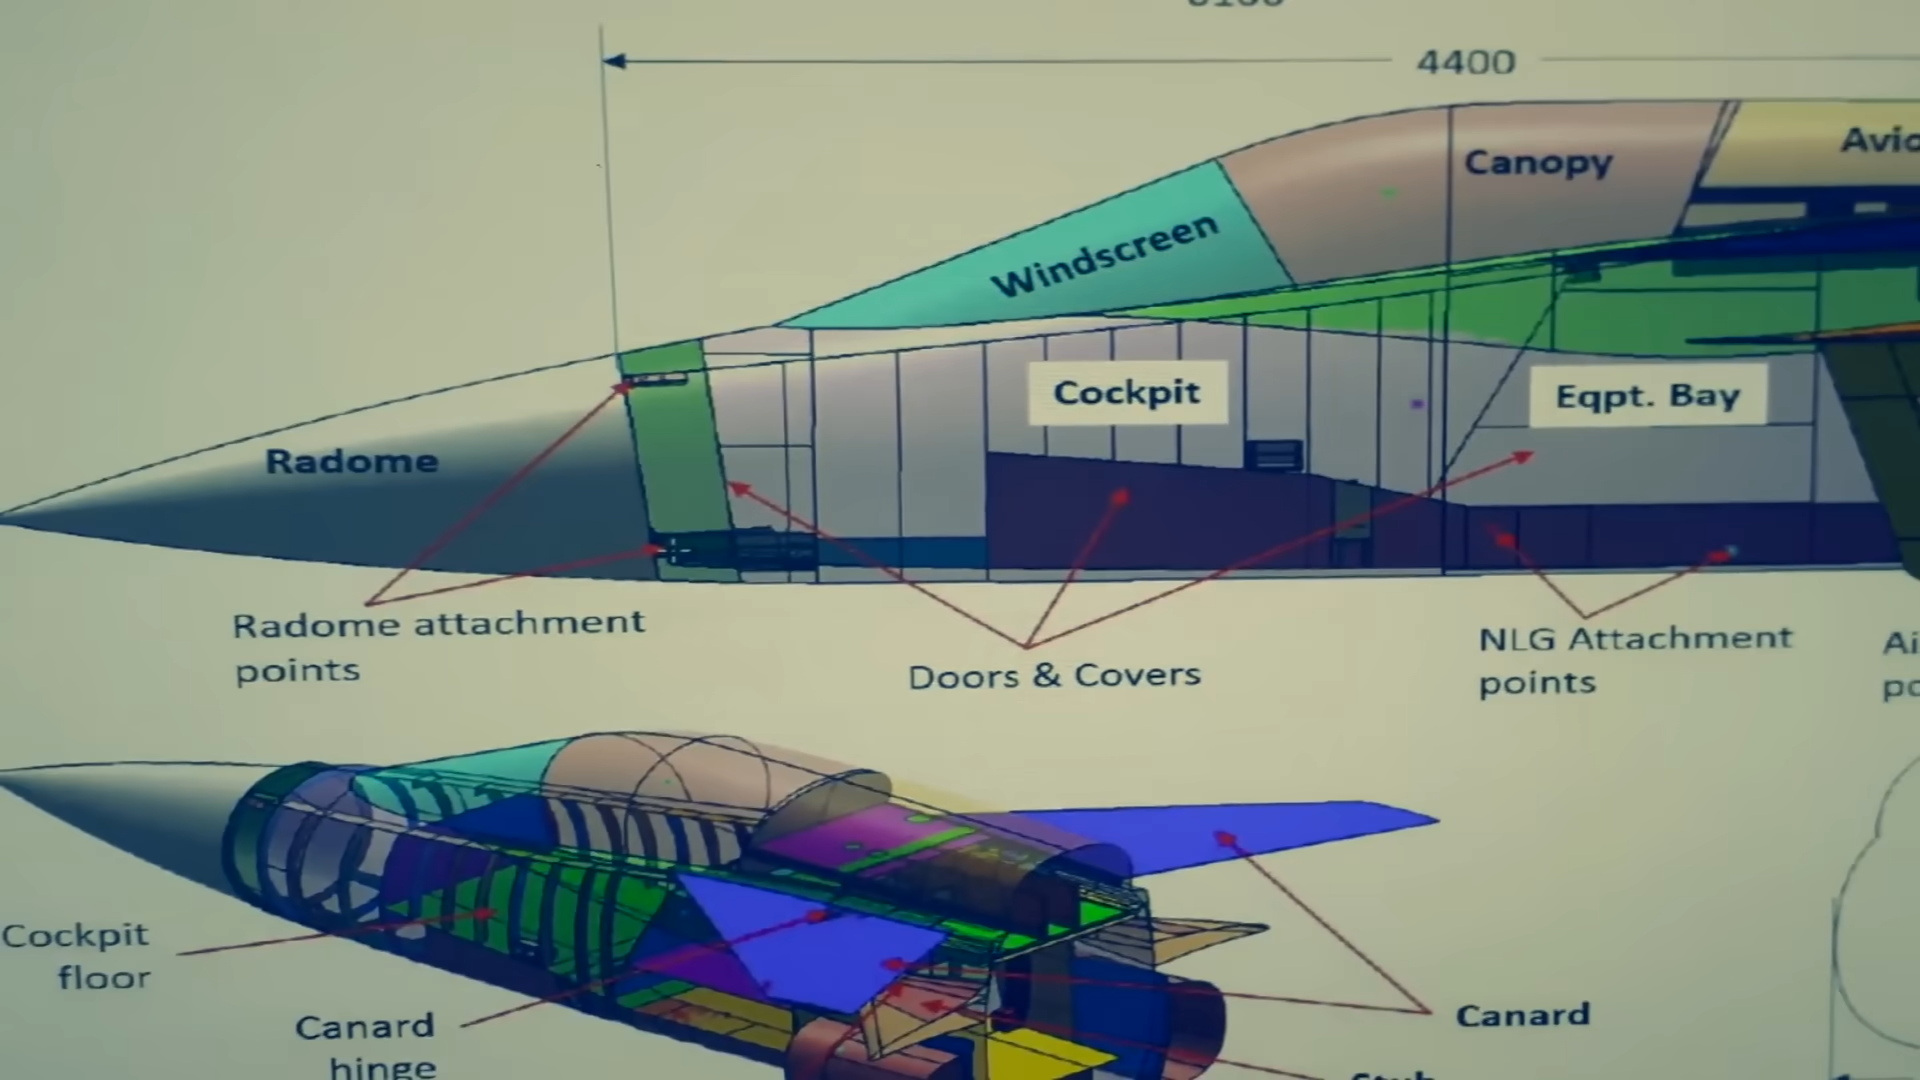 4400
Canopy
Windscreen
Cockpit
Eqpt. Bay
Radome
Radome attachment
points
Doors & Covers
NLG Attachment
points
Cockpit
floor
Canard
hinge
Canard